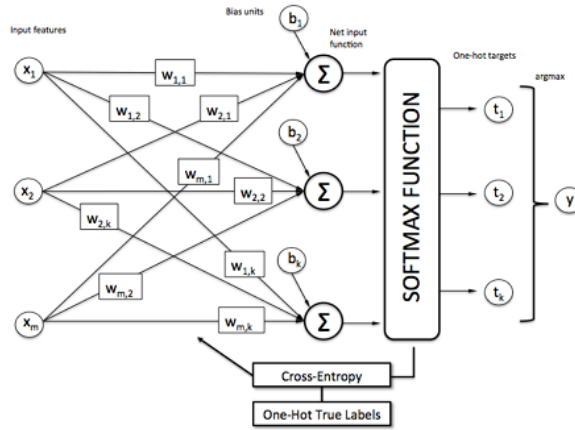 Input features
Bias units
b1
Net input
function
One-hot targets
argmax
x1
w1,1
Σ
w1,2
w2,1
t1
b2
x2
wm,1
w2,2
Σ
SOFTMAX FUNCTION
t2
y
w2,k
bk
w1,k
wm,2
xm
wm,k
Σ
tk
Cross-Entropy
One-Hot True Labels